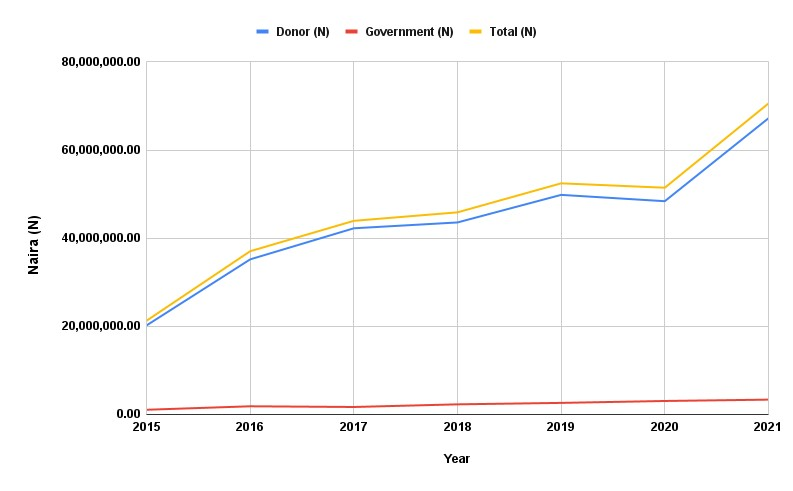 Donor (N) Government (N) Total (N)
80,000,000.00
60,000,000.00
40,000,000.00
20,000,000.00
0.00
Naira (N)
2015 2016 2017 2018 2019 2020 2021
Year